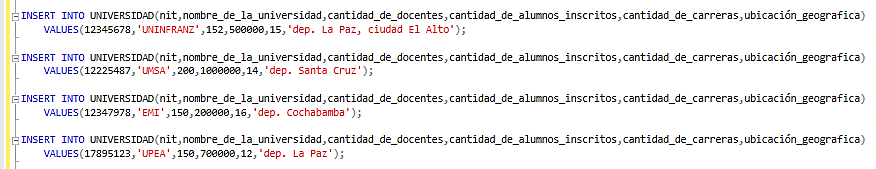 INSERT INTO UNIVERSIDAD(nit,nombre_de_la_universidad,cantidad_de_docentes,cantidad_de_alumnos_inscritos,cantidad_de_carreras,ubicación_geografica)
VALUES(12345678,'UNINFRANZ',152,500000,15,'dep. La Paz, ciudad El Alto');
INSERT INTO UNIVERSIDAD(nit,nombre_de_la_universidad,cantidad_de_docentes,cantidad_de_alumnos_inscritos,cantidad_de_carreras,ubicación_geografica)
VALUES(12225487,'UMSA',200,1000000,14,'dep. Santa Cruz');
INSERT INTO UNIVERSIDAD(nit,nombre_de_la_universidad,cantidad_de_docentes,cantidad_de_alumnos_inscritos,cantidad_de_carreras,ubicación_geografica)
VALUES(12347978,'EMI',150,200000,16,'dep. Cochabamba');
INSERT INTO UNIVERSIDAD(nit,nombre_de_la_universidad,cantidad_de_docentes,cantidad_de_alumnos_inscritos,cantidad_de_carreras,ubicación_geografica)
VALUES(17895123,'UPEA',150,700000,12,'dep. La Paz');